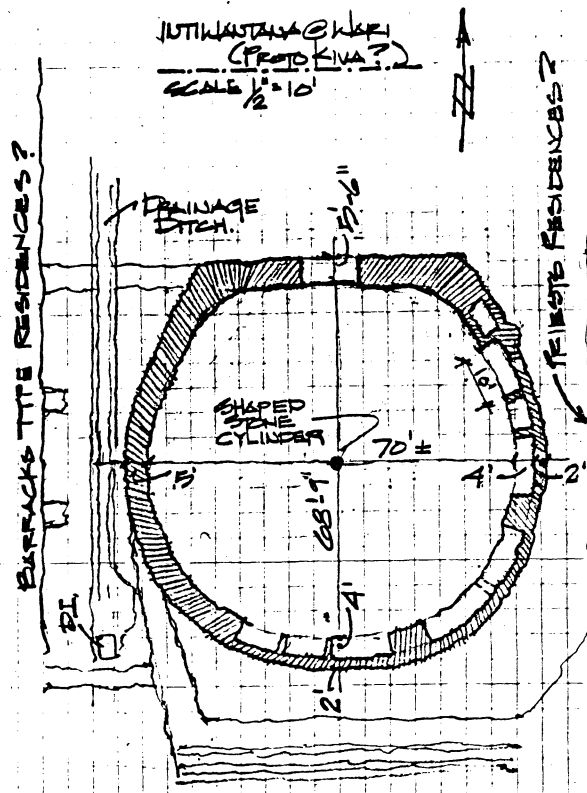 INTIWANTANA @ WARI
(PROTO KIVA?)
SCALE 1/2" = 10'
N
BARRACKS TYPE RESIDENCES?
DRAINAGE
DITCH.
5'-6"
PRIESTS RESIDENCES?
10'
SHAPED
STONE
CYLINDER
70' ±
5'
4'
2'
68'-9"
D.I.
4'
2'